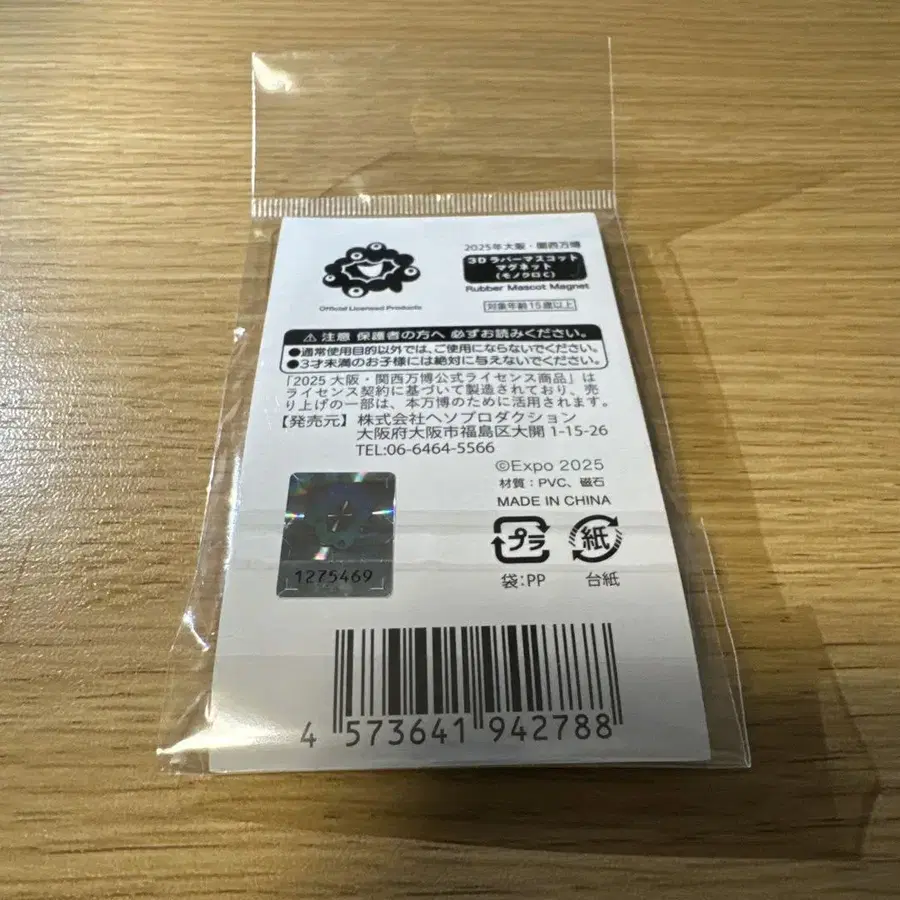 2025年大阪・関西万博
3Dラバーマスコット
マグネット
(モノクロC)
Rubber Mascot Magnet
Official Licensed Products
対象年齢15歳以上
⚠注意 保護者の方へ 必ずお読みください。
●通常使用目的以外では、ご使用にならないでください。
●3才未満のお子様には絶対に与えないでください。
「2025 大阪・関西万博公式ライセンス商品」は
ライセンス契約に基づいて製造されており、売
り上げの一部は、本万博のために活用されます。
【発売元】株式会社ヘソプロダクション
大阪府大阪市福島区大開 1-15-26
TEL:06-6464-5566
©Expo 2025
材質:PVC、磁石
MADE IN CHINA
プラ 紙
袋:PP 台紙
1275469
4 573641 942788